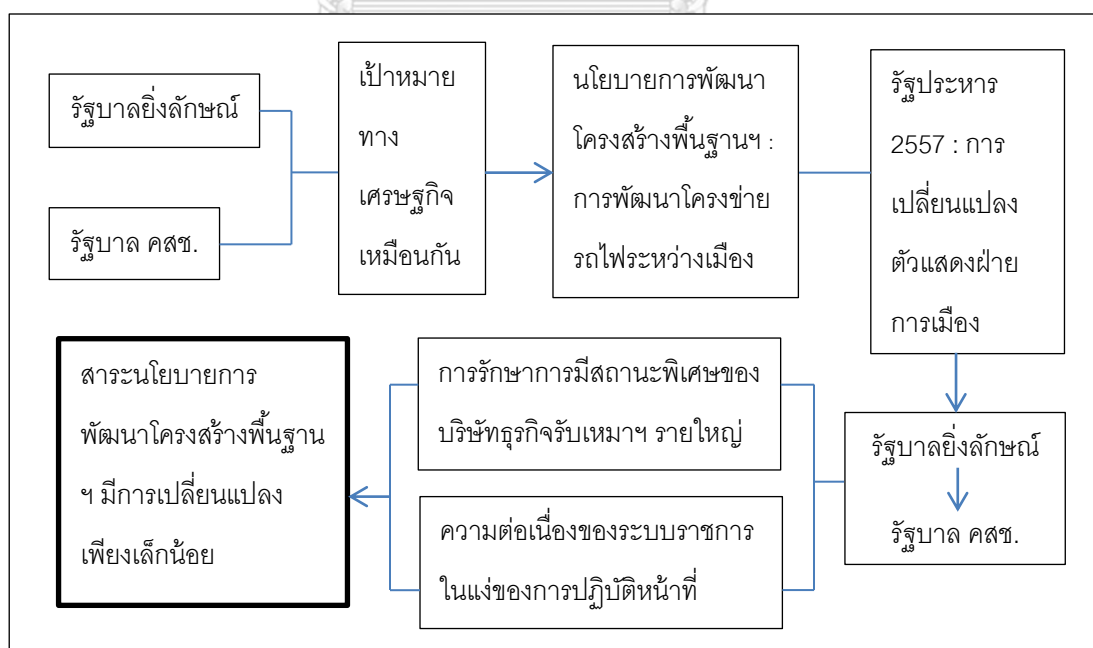 รัฐบาลยิ่งลักษณ์
รัฐบาล คสช.
เป้าหมาย
ทาง
เศรษฐกิจ
เหมือนกัน
นโยบายการพัฒนา
โครงสร้างพื้นฐานฯ :
การพัฒนาโครงข่าย
รถไฟระหว่างเมือง
รัฐประหาร
2557 : การ
เปลี่ยนแปลง
ตัวแสดงฝ่าย
การเมือง
รัฐบาลยิ่งลักษณ์
รัฐบาล คสช.
การรักษาการมีสถานะพิเศษของ
บริษัทธุรกิจรับเหมาฯ รายใหญ่
ความต่อเนื่องของระบบราชการ
ในแง่ของการปฏิบัติหน้าที่
สาระนโยบายการ
พัฒนาโครงสร้างพื้นฐาน
ฯ มีการเปลี่ยนแปลง
เพียงเล็กน้อย